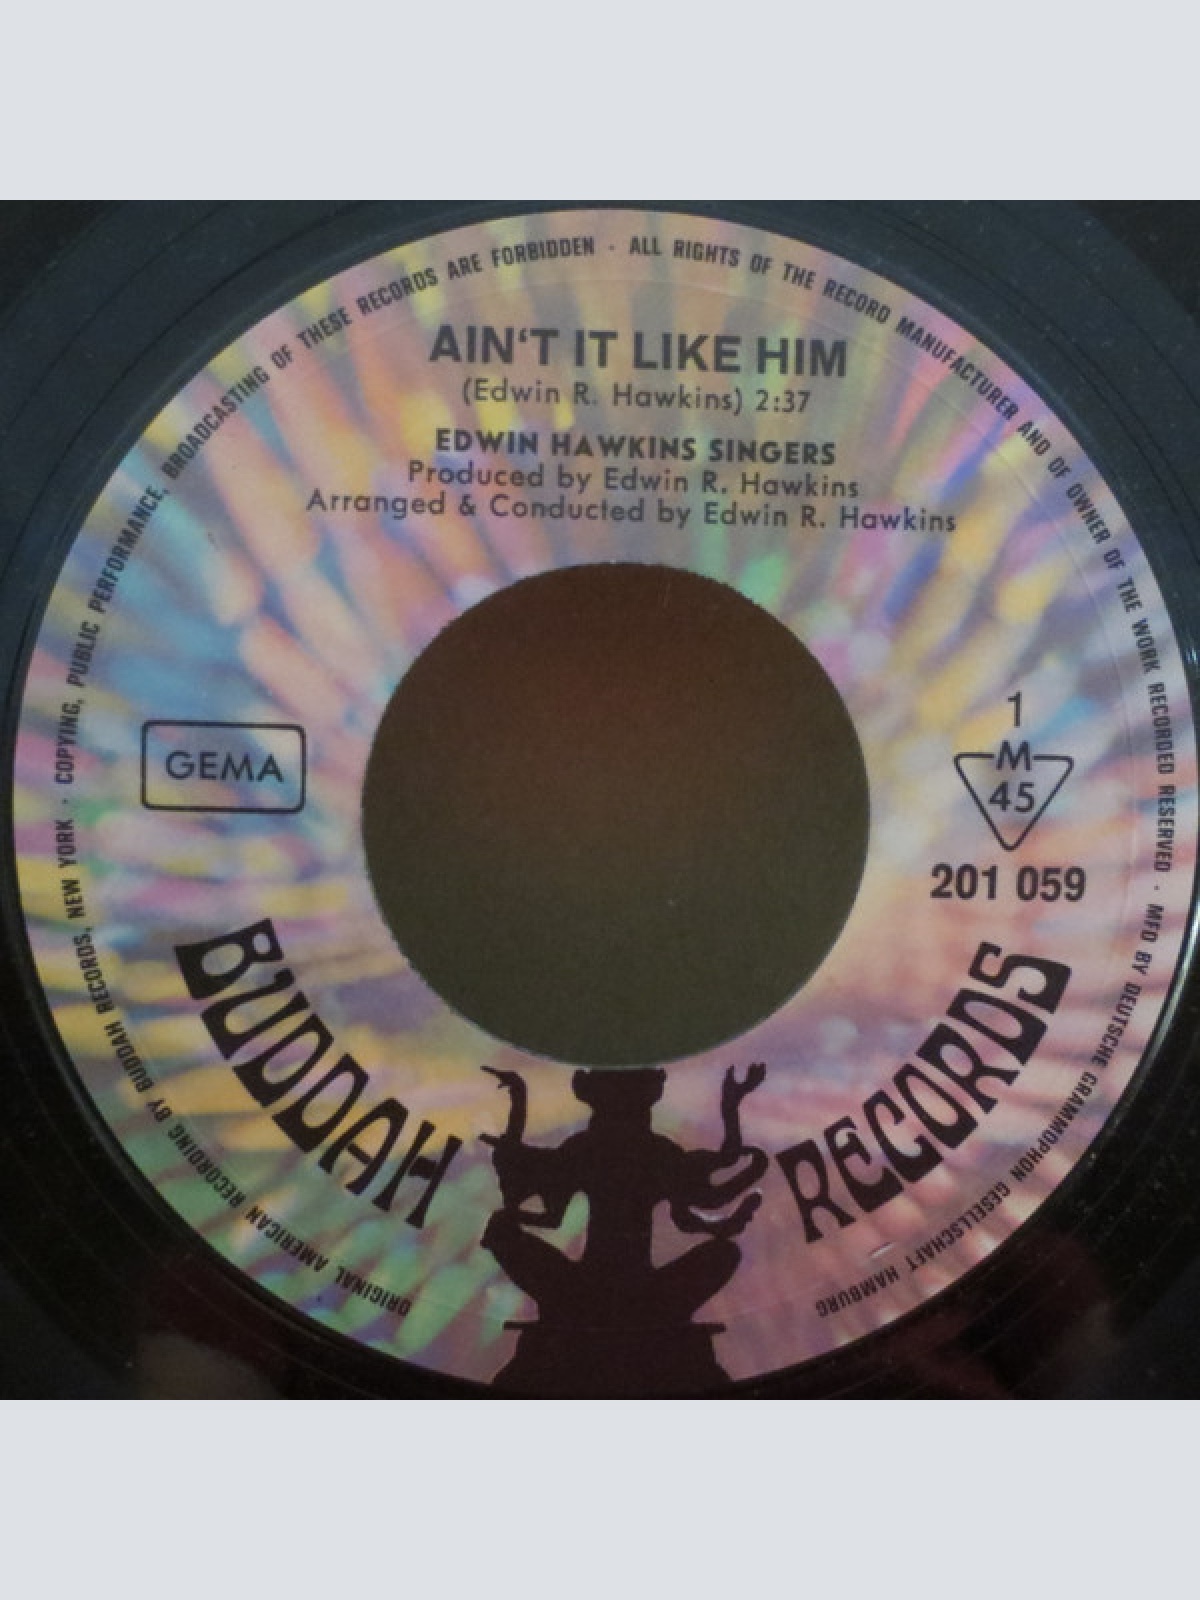 AIN'T IT LIKE HIM
(Edwin R. Hawkins) 2:37
EDWIN HAWKINS SINGERS
Produced by Edwin R. Hawkins
Arranged & Conducted by Edwin R. Hawkins
GEMA
1
M
45
201 059
BUDDAH RECORDS
ORIGINAL AMERICAN RECORDING BY BUDDAH RECORDS, NEW YORK · COPYING, PUBLIC PERFORMANCE, BROADCASTING OF THESE RECORDS ARE FORBIDDEN · ALL RIGHTS OF THE RECORD MANUFACTURER AND OF OWNER OF THE WORK RECORDED RESERVED · MFD BY DEUTSCHE GRAMMOPHON GESELLSCHAFT HAMBURG